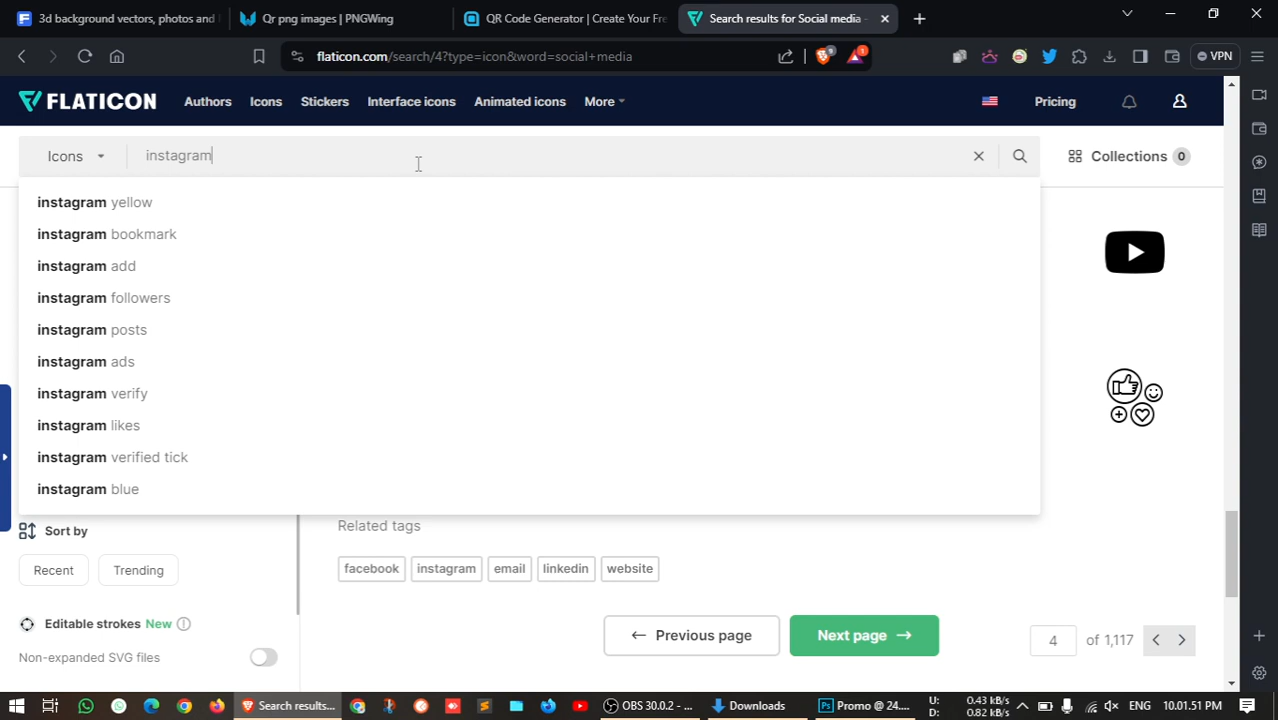 3d background vectors, photos and
Qr png images | PNGWing
QR Code Generator | Create Your Fre
Search results for Social media -
flaticon.com/search/4?type=icon&word=social+media
9
1
VPN
FLATICON
Authors
Icons
Stickers
Interface icons
Animated icons
More
Pricing
Icons
instagram
Collections 0
instagram yellow
instagram bookmark
instagram add
instagram followers
instagram posts
instagram ads
instagram verify
instagram likes
instagram verified tick
instagram blue
Sort by
Recent
Trending
Editable strokes New
Non-expanded SVG files
Related tags
facebook
instagram
email
linkedin
website
← Previous page
Next page →
4
of 1,117
Search results...
OBS 30.0.2 - ...
Downloads
Promo @ 24....
U: 0.43 kB/s
D: 0.82 kB/s
ENG
10.01.51 PM